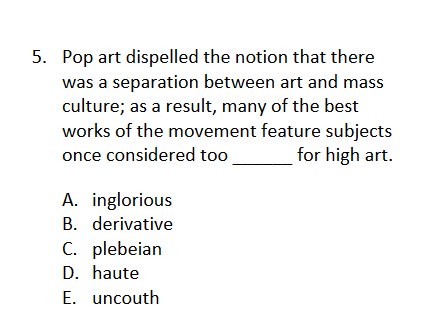 5. Pop art dispelled the notion that there
was a separation between art and mass
culture; as a result, many of the best
works of the movement feature subjects
once considered too ______ for high art.
A. inglorious
B. derivative
C. plebeian
D. haute
E. uncouth